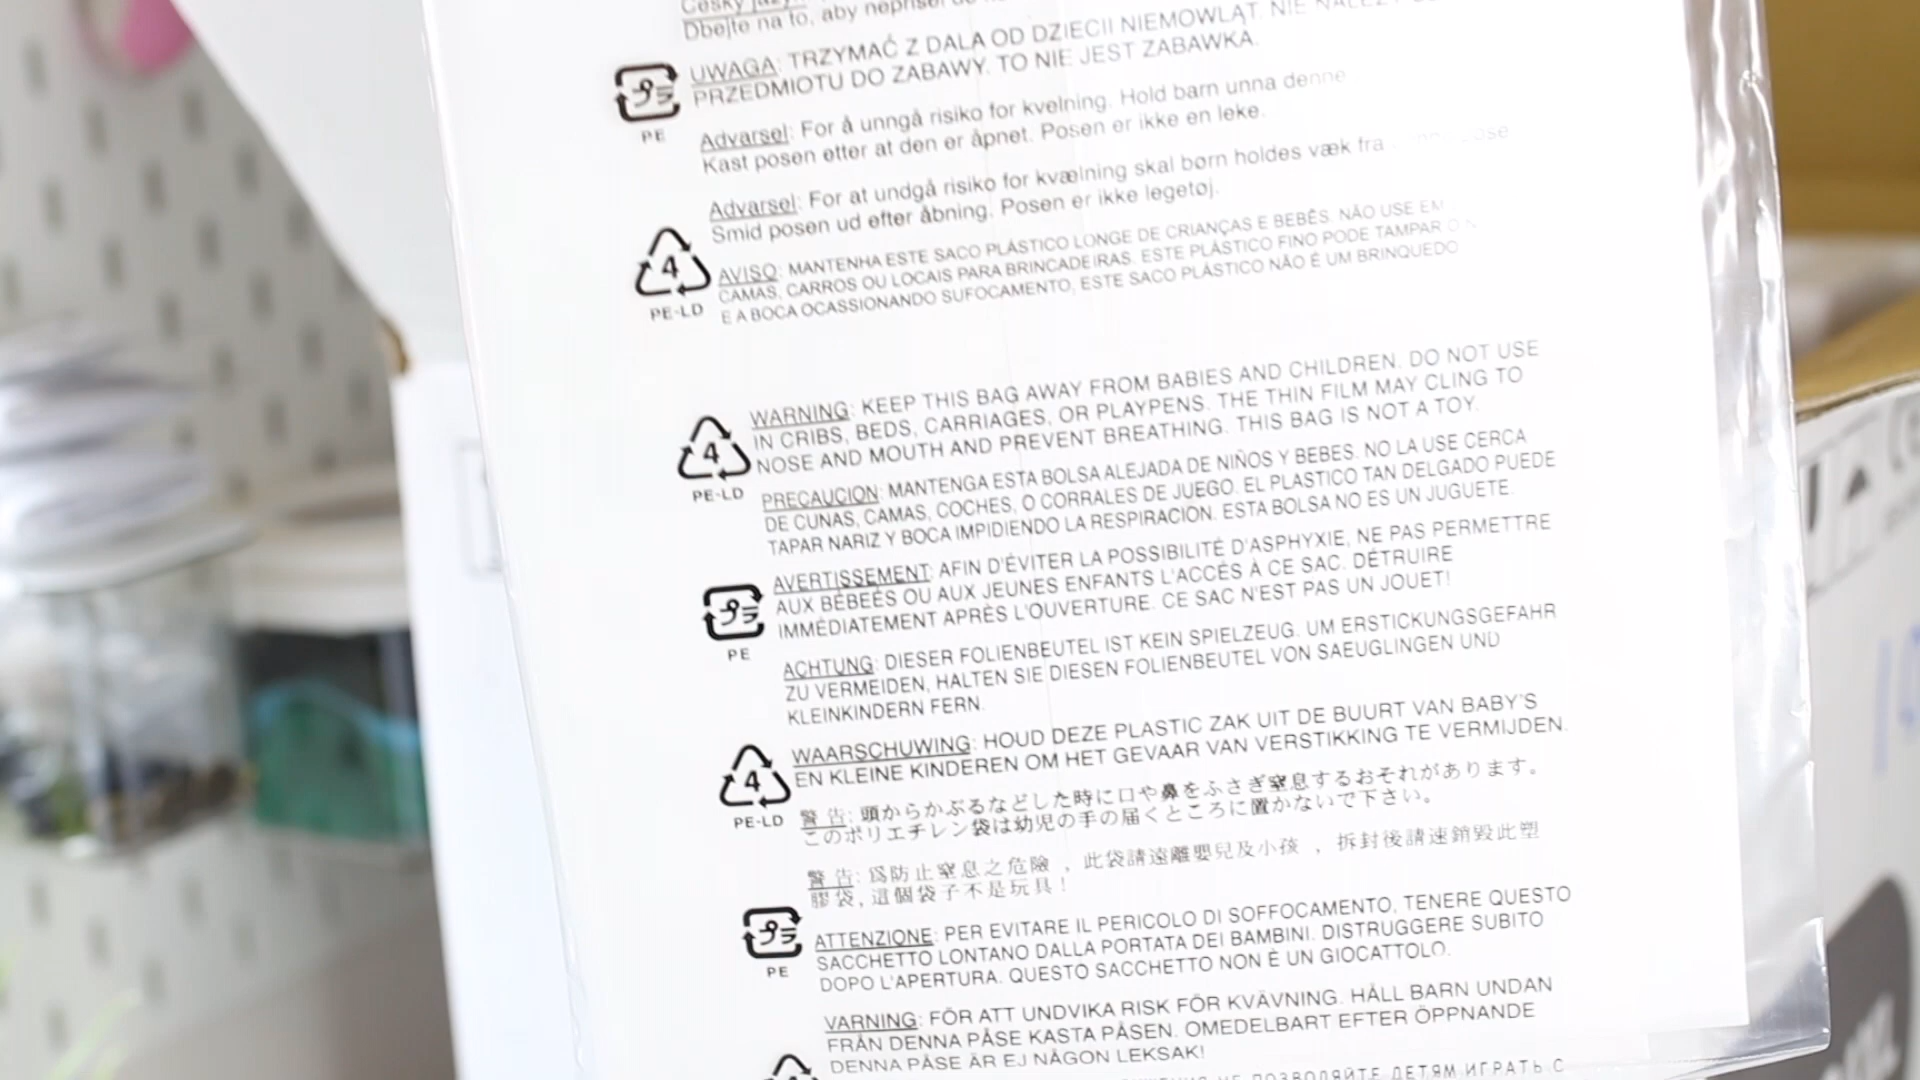 Dbejte na to, aby
UWAGA: TRZYMAĆ Z DALA OD DZIECII NIEMOWLĄT. NIE
PRZEDMIOTU DO ZABAWY. TO NIE JEST ZABAWKA.
PE
Advarsel: For å unngå risiko for kvelning. Hold barn unna denne
Kast posen etter at den er åpnet. Posen er ikke en leke.
Advarsel: For at undgå risiko for kvælning skal børn holdes væk fra
Smid posen ud efter åbning. Posen er ikke legetøj.
4
PE-LD
AVISO: MANTENHA ESTE SACO PLÁSTICO LONGE DE CRIANÇAS E BEBÊS. NÃO USE EM
CAMAS, CARROS OU LOCAIS PARA BRINCADEIRAS. ESTE PLÁSTICO FINO PODE TAMPAR O
E A BOCA OCASSIONANDO SUFOCAMENTO, ESTE SACO PLÁSTICO NÃO É UM BRINQUEDO
WARNING: KEEP THIS BAG AWAY FROM BABIES AND CHILDREN. DO NOT USE
IN CRIBS, BEDS, CARRIAGES, OR PLAYPENS. THE THIN FILM MAY CLING TO
NOSE AND MOUTH AND PREVENT BREATHING. THIS BAG IS NOT A TOY.
4
PE-LD
PRECAUCION: MANTENGA ESTA BOLSA ALEJADA DE NIÑOS Y BEBES. NO LA USE CERCA
DE CUNAS, CAMAS, COCHES, O CORRALES DE JUEGO. EL PLASTICO TAN DELGADO PUEDE
TAPAR NARIZ Y BOCA IMPIDIENDO LA RESPIRACION. ESTA BOLSA NO ES UN JUGUETE.
AVERTISSEMENT: AFIN D'ÉVITER LA POSSIBILITÉ D'ASPHYXIE, NE PAS PERMETTRE
AUX BÉBEÉS OU AUX JEUNES ENFANTS L'ACCÈS À CE SAC. DÉTRUIRE
IMMÉDIATEMENT APRÈS L'OUVERTURE. CE SAC N'EST PAS UN JOUET!
PE
ACHTUNG: DIESER FOLIENBEUTEL IST KEIN SPIELZEUG. UM ERSTICKUNGSGEFAHR
ZU VERMEIDEN, HALTEN SIE DIESEN FOLIENBEUTEL VON SAEUGLINGEN UND
KLEINKINDERN FERN.
WAARSCHUWING: HOUD DEZE PLASTIC ZAK UIT DE BUURT VAN BABY'S
EN KLEINE KINDEREN OM HET GEVAAR VAN VERSTIKKING TE VERMIJDEN.
4
PE-LD
警告: 頭からかぶるなどした時に口や鼻をふさぎ窒息するおそれがあります。
このポリエチレン袋は幼児の手の届くところに置かないで下さい。
警告: 爲防止窒息之危險，此袋請遠離嬰兒及小孩，拆封後請速銷毀此塑
膠袋，這個袋子不是玩具！
ATTENZIONE: PER EVITARE IL PERICOLO DI SOFFOCAMENTO, TENERE QUESTO
SACCHETTO LONTANO DALLA PORTATA DEI BAMBINI. DISTRUGGERE SUBITO
DOPO L'APERTURA. QUESTO SACCHETTO NON È UN GIOCATTOLO.
PE
VARNING: FÖR ATT UNDVIKA RISK FÖR KVÄVNING. HÅLL BARN UNDAN
FRÅN DENNA PÅSE KASTA PÅSEN. OMEDELBART EFTER ÖPPNANDE
DENNA PÅSE ÄR EJ NÅGON LEKSAK!
НЕ ПОЗВОЛЯЙТЕ ДЕТЯМ ИГРАТЬ С